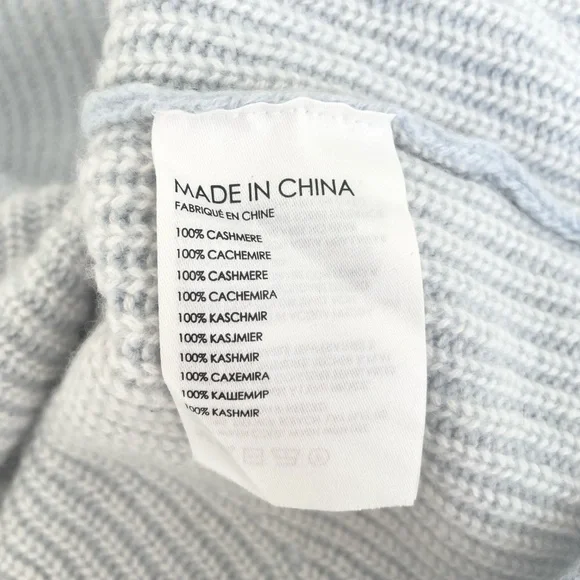 MADE IN CHINA
FABRIQUÉ EN CHINE
100% CASHMERE
100% CACHEMIRE
100% CASHMERE
100% CACHEMIRA
100% KASCHMIR
100% KASJMIER
100% KASHMIR
100% CAXEMIRA
100% КАШЕМИР
100% KASHMIR